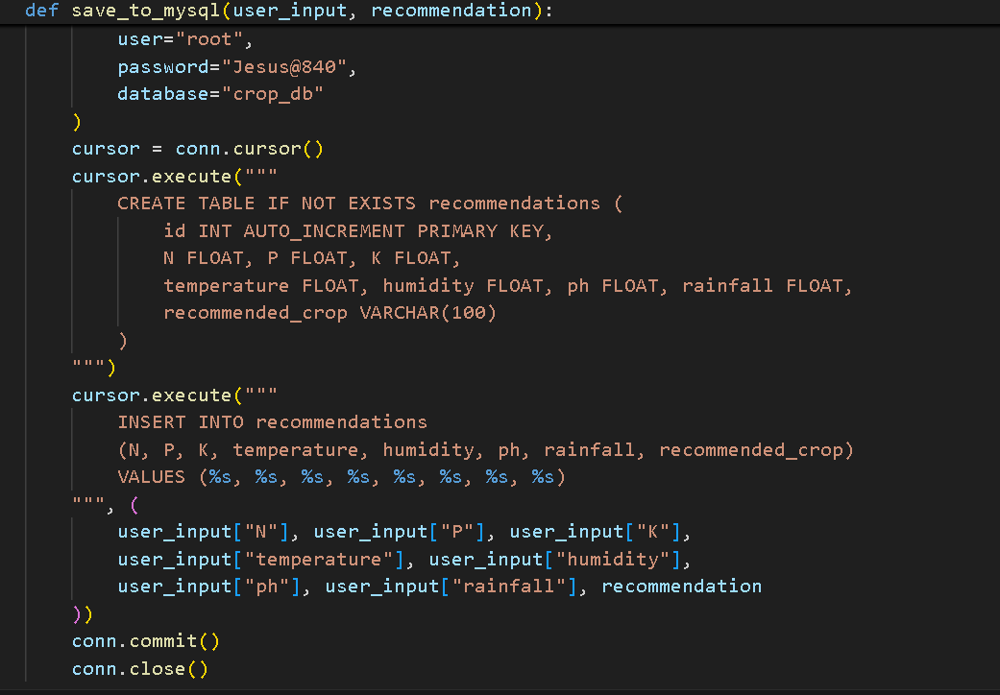 def save_to_mysql(user_input, recommendation):
user="root",
password="Jesus@840",
database="crop_db"
)
cursor = conn.cursor()
cursor.execute("""
CREATE TABLE IF NOT EXISTS recommendations (
id INT AUTO_INCREMENT PRIMARY KEY,
N FLOAT, P FLOAT, K FLOAT,
temperature FLOAT, humidity FLOAT, ph FLOAT, rainfall FLOAT,
recommended_crop VARCHAR(100)
)
""")
cursor.execute("""
INSERT INTO recommendations
(N, P, K, temperature, humidity, ph, rainfall, recommended_crop)
VALUES (%s, %s, %s, %s, %s, %s, %s, %s)
""", (
user_input["N"], user_input["P"], user_input["K"],
user_input["temperature"], user_input["humidity"],
user_input["ph"], user_input["rainfall"], recommendation
))
conn.commit()
conn.close()